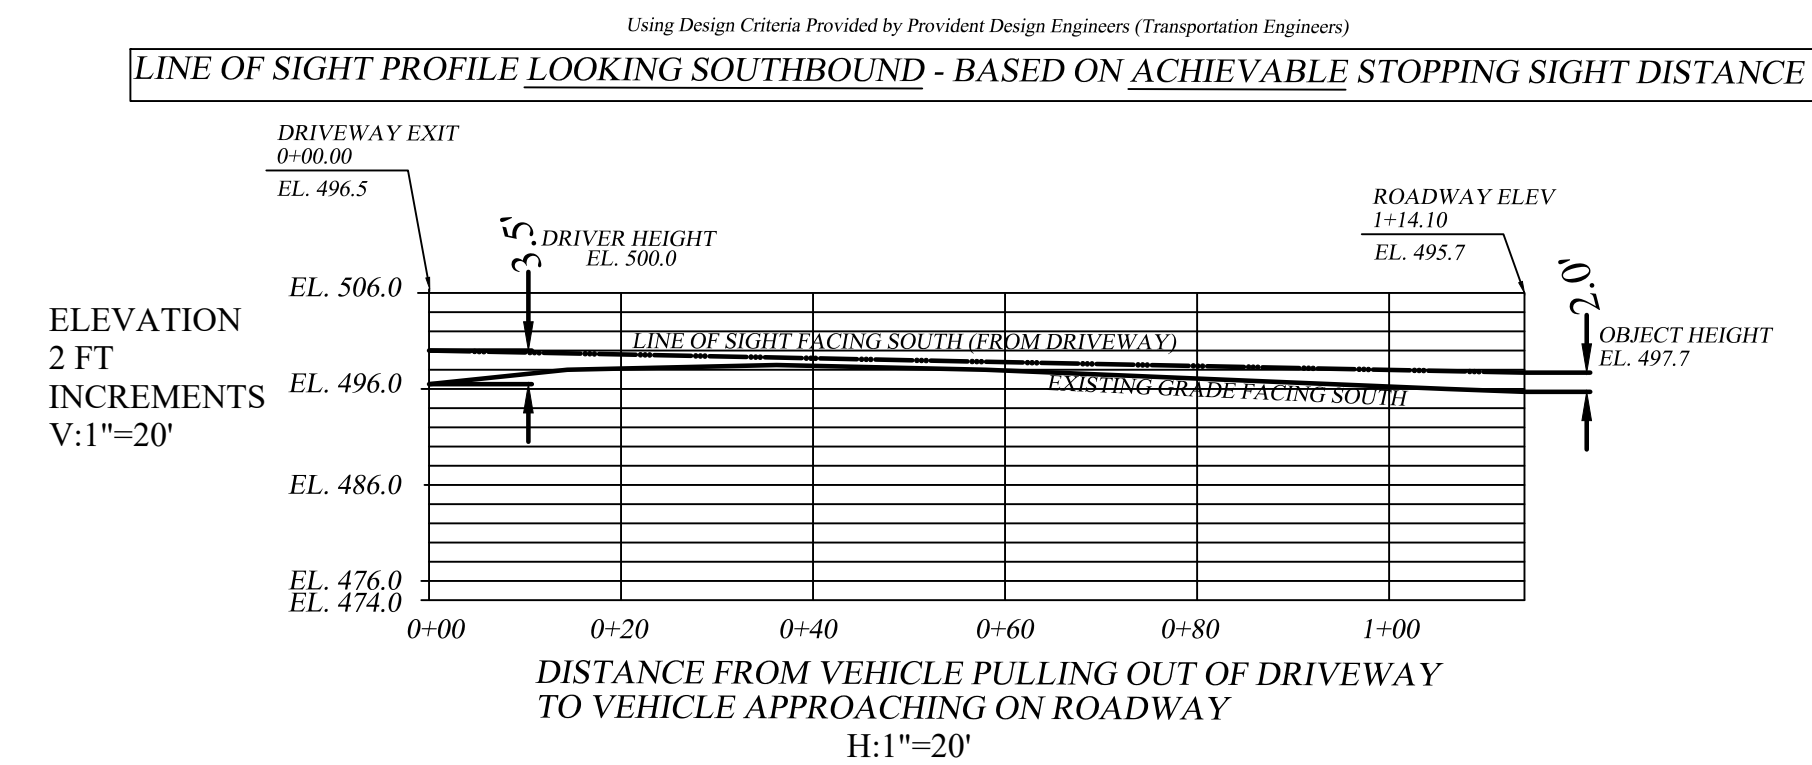 Using Design Criteria Provided by Provident Design Engineers (Transportation Engineers)
LINE OF SIGHT PROFILE LOOKING SOUTHBOUND - BASED ON ACHIEVABLE STOPPING SIGHT DISTANCE
DRIVEWAY EXIT
0+00.00
EL. 496.5
ROADWAY ELEV
1+14.10
EL. 495.7
3.5'
DRIVER HEIGHT
EL. 500.0
2.0'
OBJECT HEIGHT
EL. 497.7
ELEVATION
2 FT
INCREMENTS
V:1"=20'
EL. 506.0
EL. 496.0
EL. 486.0
EL. 476.0
EL. 474.0
LINE OF SIGHT FACING SOUTH (FROM DRIVEWAY)
EXISTING GRADE FACING SOUTH
0+00 0+20 0+40 0+60 0+80 1+00
DISTANCE FROM VEHICLE PULLING OUT OF DRIVEWAY
TO VEHICLE APPROACHING ON ROADWAY
H:1"=20'